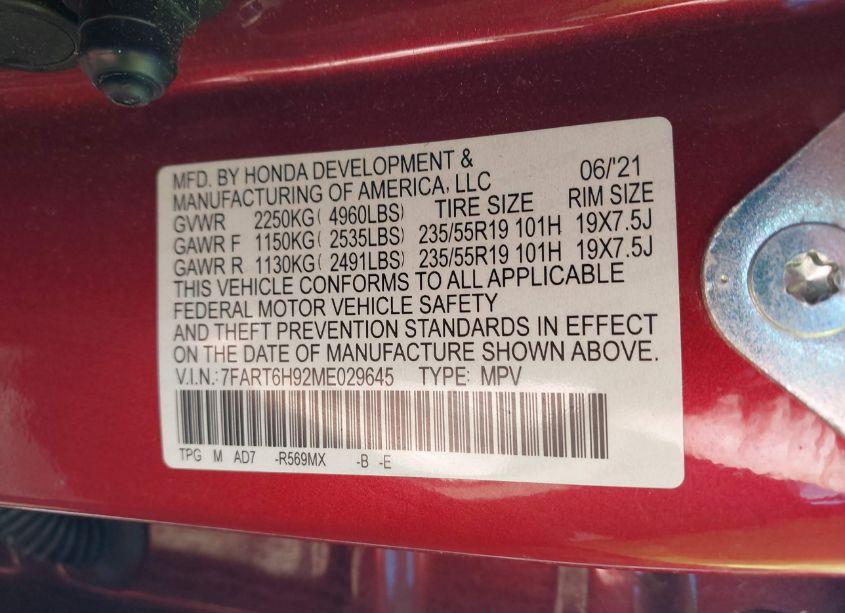 MFD. BY HONDA DEVELOPMENT & MANUFACTURING OF AMERICA, LLC 06/'21
GVWR 2250KG( 4960LBS) TIRE SIZE RIM SIZE
GAWR F 1150KG( 2535LBS) 235/55R19 101H 19X7.5J
GAWR R 1130KG( 2491LBS) 235/55R19 101H 19X7.5J
THIS VEHICLE CONFORMS TO ALL APPLICABLE
FEDERAL MOTOR VEHICLE SAFETY
AND THEFT PREVENTION STANDARDS IN EFFECT
ON THE DATE OF MANUFACTURE SHOWN ABOVE.
V.I.N.: 7FART6H92ME029645 TYPE: MPV
TPG M AD7 -R569MX -B -E